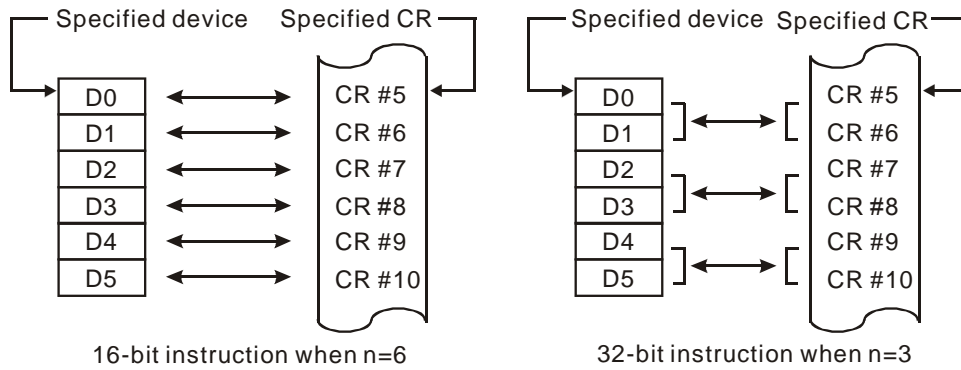 Specified device Specified CR
D0 CR #5
D1 CR #6
D2 CR #7
D3 CR #8
D4 CR #9
D5 CR #10
16-bit instruction when n=6
Specified device Specified CR
D0 CR #5
D1 CR #6
D2 CR #7
D3 CR #8
D4 CR #9
D5 CR #10
32-bit instruction when n=3